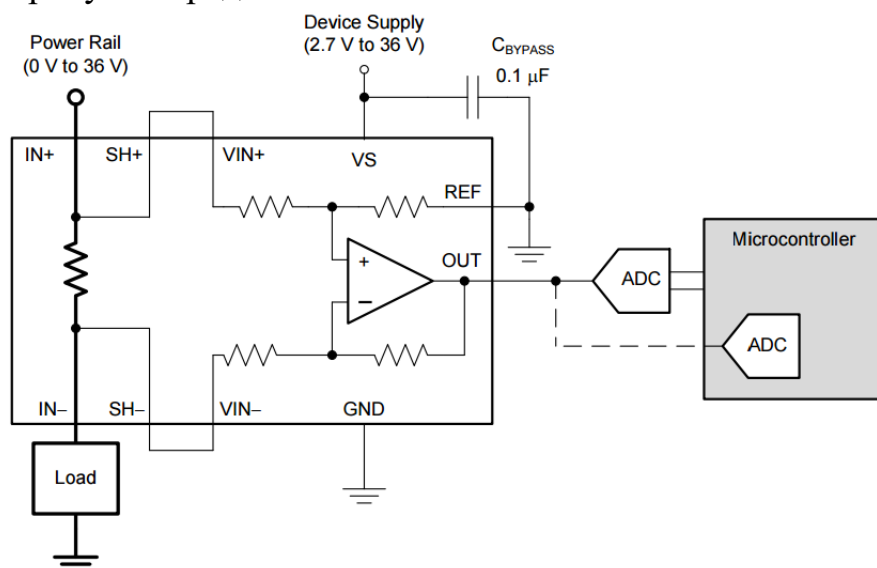 Device Supply
(2.7 V to 36 V)
Power Rail
(0 V to 36 V)
CBYPASS
0.1 µF
IN+
SH+
VIN+
VS
REF
+
OUT
−
ADC
Microcontroller
ADC
IN−
SH−
VIN−
GND
Load